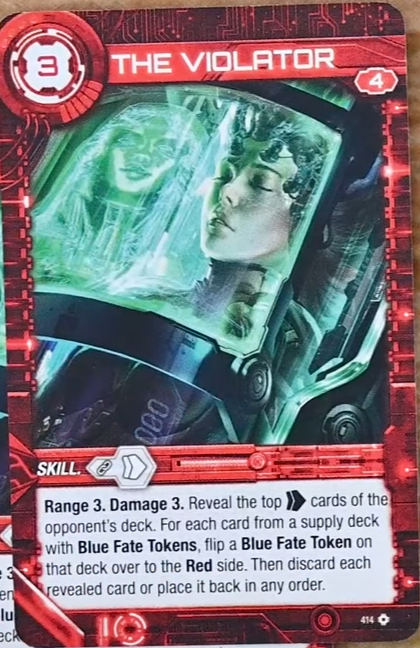 3
THE VIOLATOR
4
080
SKILL.
Range 3. Damage 3. Reveal the top cards of the
opponent's deck. For each card from a supply deck
with Blue Fate Tokens, flip a Blue Fate Token on
that deck over to the Red side. Then discard each
revealed card or place it back in any order.
414